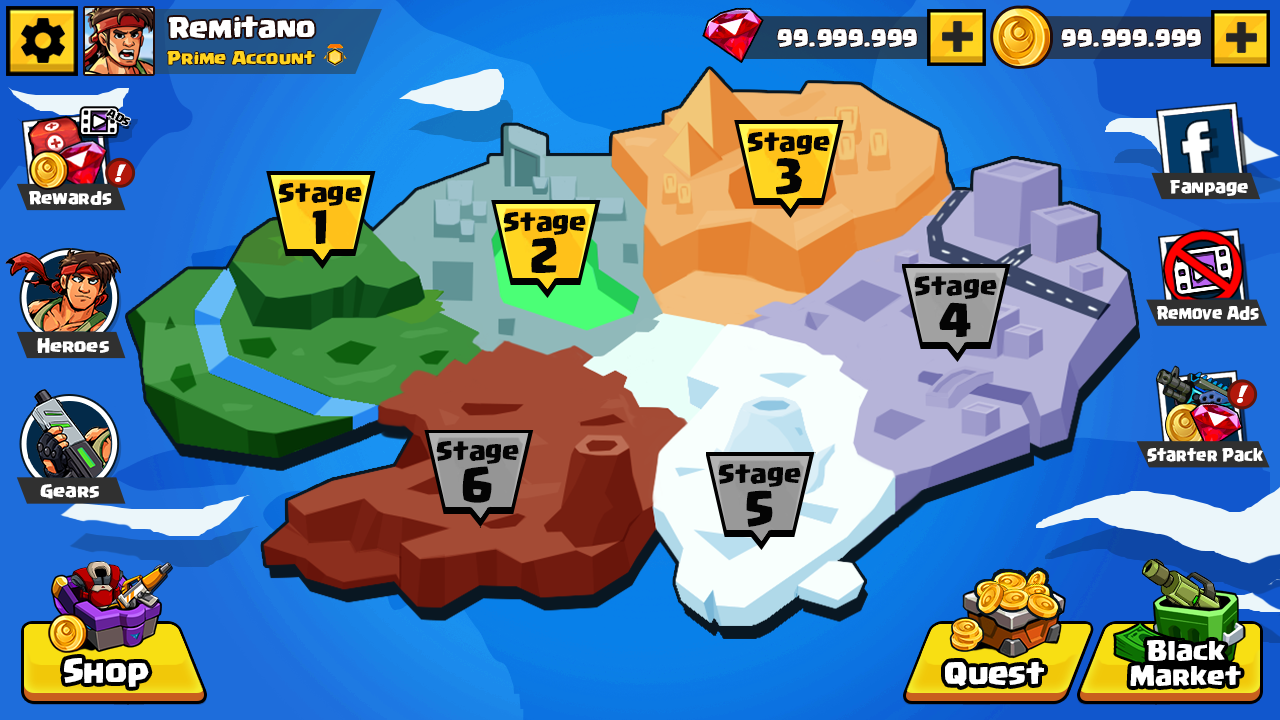 Remitano
Prime Account
99.999.999
99.999.999
ADs
Rewards
Heroes
Gears
Stage
1
Stage
2
Stage
3
Stage
4
Stage
5
Stage
6
f
Fanpage
Remove Ads
Starter Pack
Shop
Quest
Black
Market